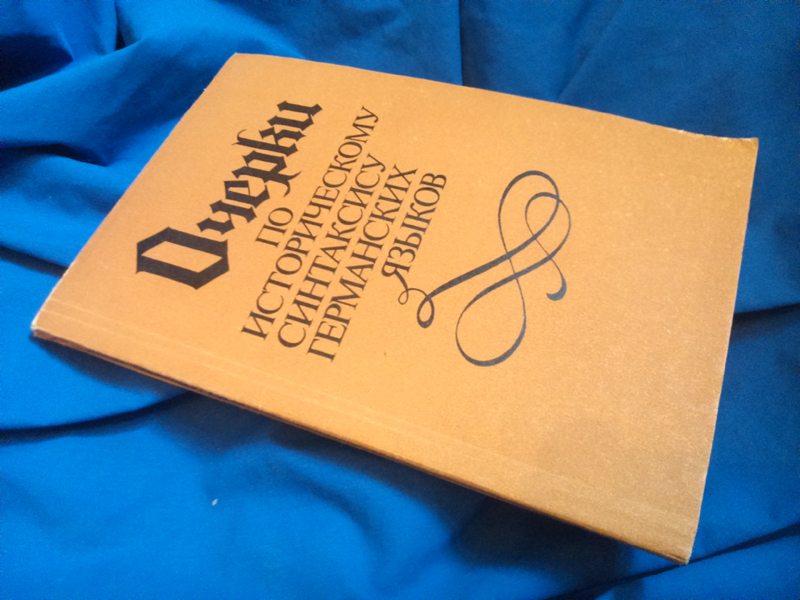 Очерки
ПО
ИСТОРИЧЕСКОМУ
СИНТАКСИСУ
ГЕРМАНСКИХ
ЯЗЫКОВ